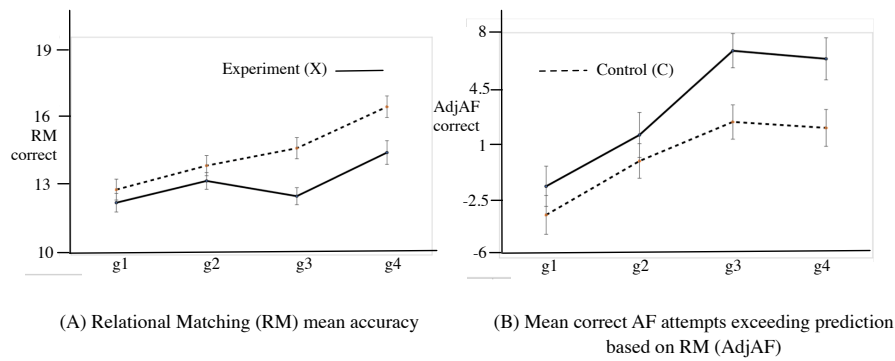 19
16
RM
correct
13
10
Experiment (X)
g1 g2 g3 g4
(A) Relational Matching (RM) mean accuracy
8
4.5
AdjAF
correct
1
-2.5
-6
Control (C)
g1 g2 g3 g4
(B) Mean correct AF attempts exceeding prediction
based on RM (AdjAF)